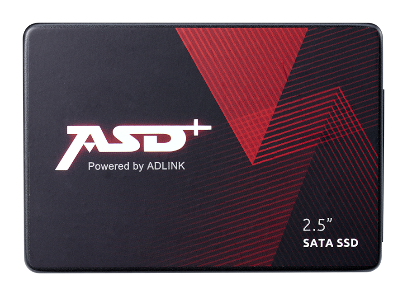 ASD+
Powered by ADLINK
2.5"
SATA SSD